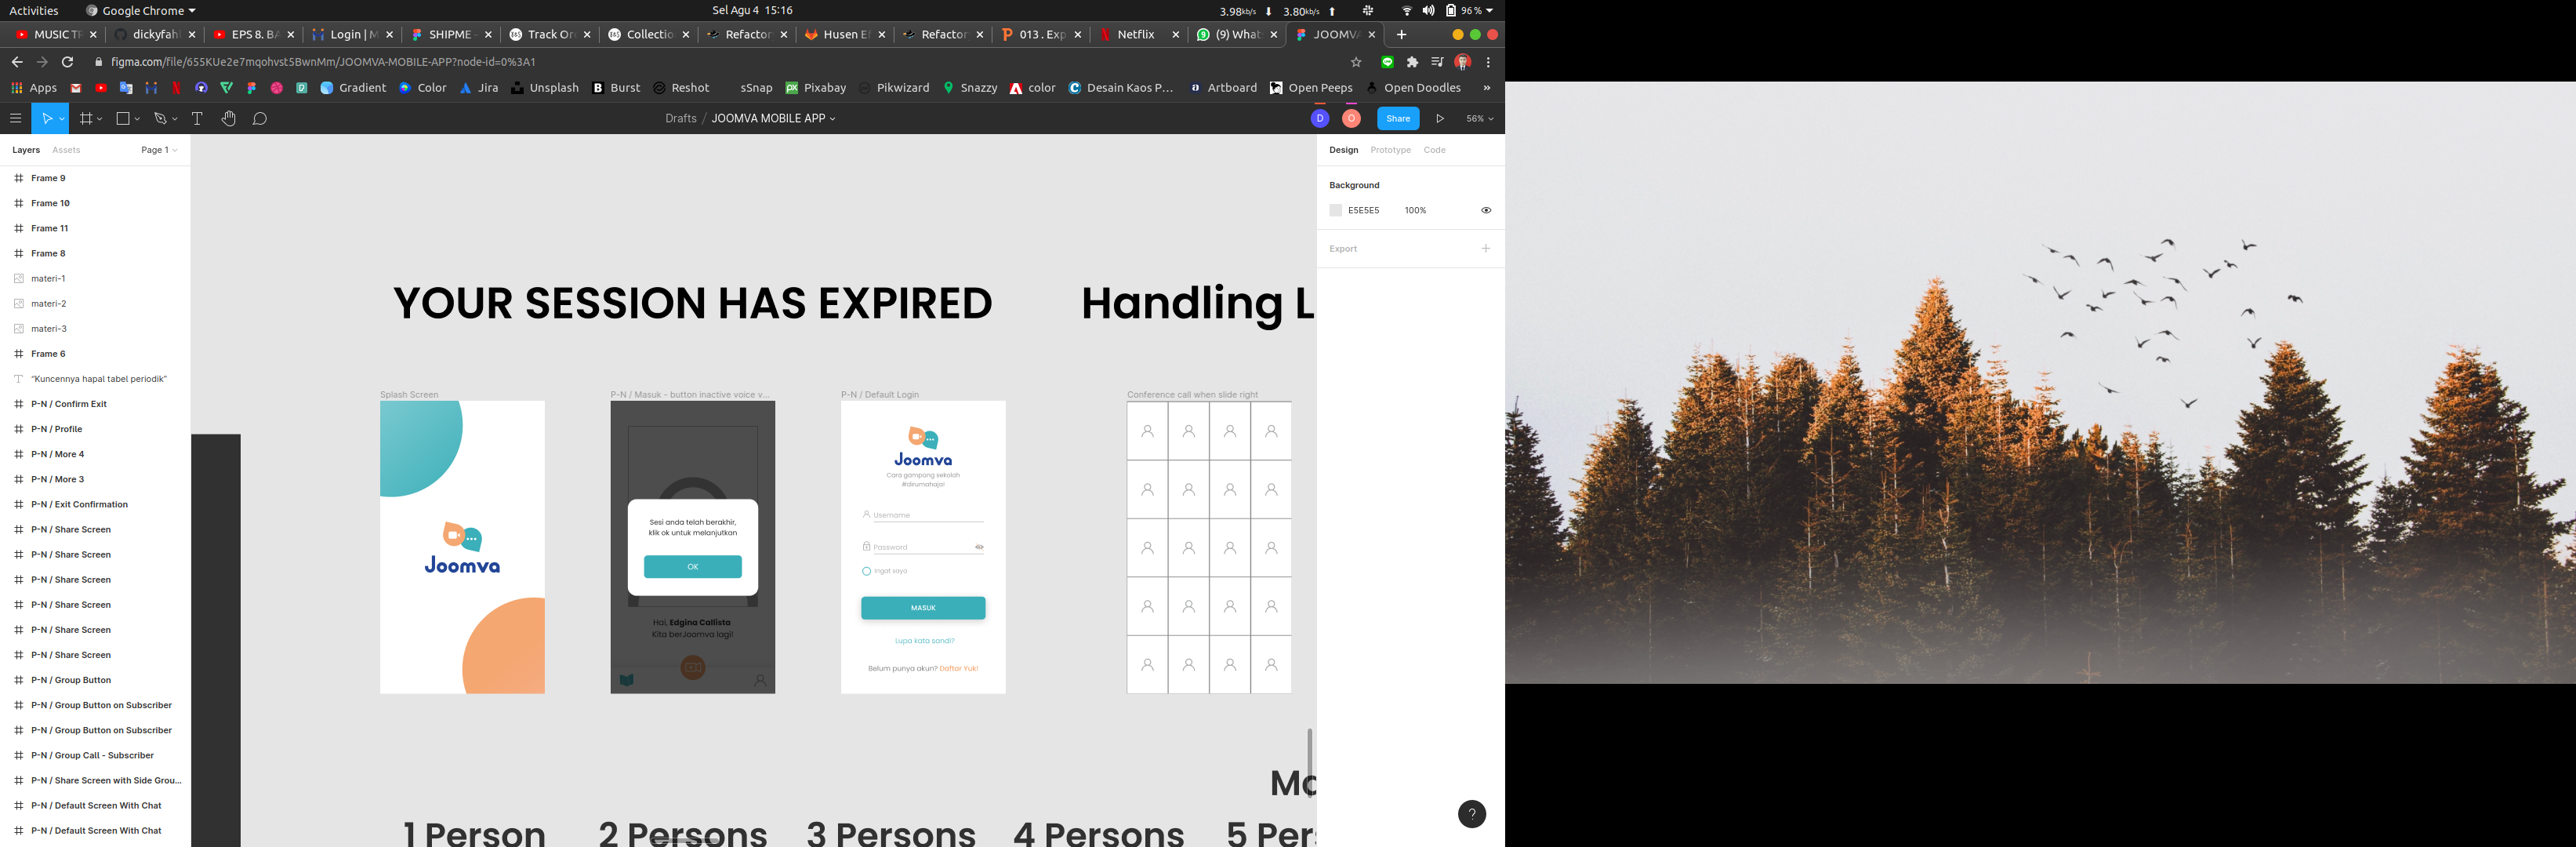 Activities
Google Chrome
Sel Agu 4 15:16
3.98kb/s
3.80kb/s
96 %
MUSIC
dickyfah
EPS 8. BA
Login | M
SHIPME
Track Or
Collectio
Refactor
Husen E
Refactor
013 . Exp
Netflix
(9) What
JOOMVA
figma.com/file/655KUe2e7mqohvst5BwnMm/JOOMVA-MOBILE-APP?node-id=0%3A1
Apps
Gradient
Color
Jira
Unsplash
Burst
Reshot
sSnap
Pixabay
Pikwizard
Snazzy
color
Desain Kaos P...
Artboard
Open Peeps
Open Doodles
»
Drafts / JOOMVA MOBILE APP
D
O
Share
56%
Layers
Assets
Page 1
Frame 9
Frame 10
Frame 11
Frame 8
materi-1
materi-2
materi-3
Frame 6
"Kuncennya hapal tabel periodik"
P-N / Confirm Exit
P-N / Profile
P-N / More 4
P-N / More 3
P-N / Exit Confirmation
P-N / Share Screen
P-N / Share Screen
P-N / Share Screen
P-N / Share Screen
P-N / Share Screen
P-N / Share Screen
P-N / Group Button
P-N / Group Button on Subscriber
P-N / Group Button on Subscriber
P-N / Group Call - Subscriber
P-N / Share Screen with Side Grou...
P-N / Default Screen With Chat
P-N / Default Screen With Chat
YOUR SESSION HAS EXPIRED
Handling L
Splash Screen
Joomva
P-N / Masuk - button inactive voice v...
Sesi anda telah berakhir,
klik ok untuk melanjutkan
OK
Hai, Edgina Callista
Kita berJoomva lagi!
P-N / Default Login
Joomva
Cara gampang sekolah
#dirumahaja!
Username
Password
Ingat saya
MASUK
Lupa kata sandi?
Belum punya akun? Daftar Yuk!
Conference call when slide right
Mo
1 Person
2 Persons
3 Persons
4 Persons
5 Per
Design
Prototype
Code
Background
E5E5E5
100%
Export
?